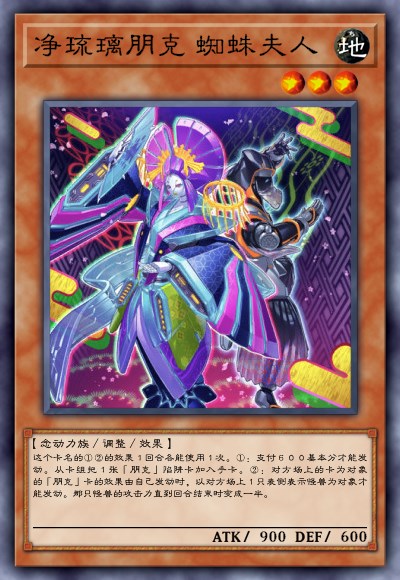 净琉璃朋克 蜘蛛夫人
地
【念动力族/调整/效果】
这个卡名的①②的效果1回合各能使用1次。①:支付600基本分才能发
动。从卡组把1张「朋克」陷阱卡加入手卡。②:对方场上的卡为对象
的「朋克」卡的效果由自己发动时,以对方场上1只表侧表示怪兽为对象才
能发动。那只怪兽的攻击力直到回合结束时变成一半。
ATK/ 900 DEF/ 600